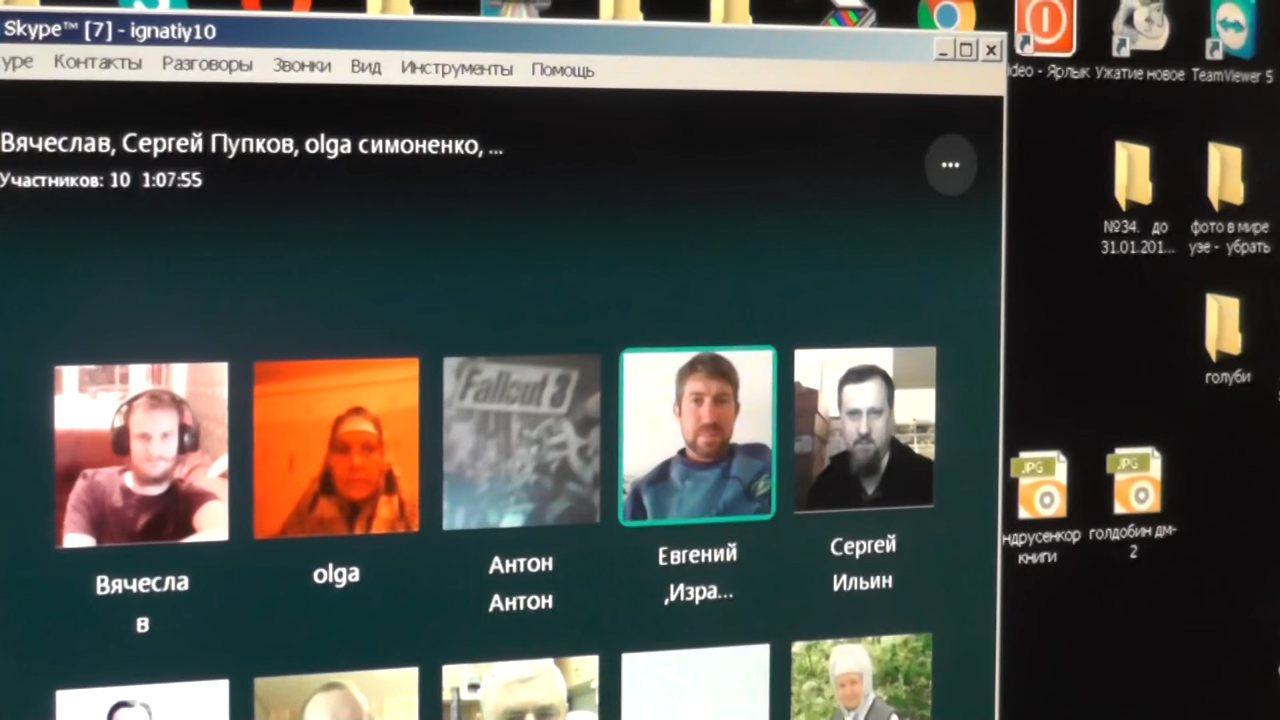 Skype™ [7] - ignatiy10
ype Контакты Разговоры Звонки Вид Инструменты Помощь
Вячеслав, Сергей Пупков, olga симоненко, ...
Участников: 10 1:07:55
ideo - Ярлык
Ужатие новое
TeamViewer 5
№34. до
31.01.201...
фото в мире
узе - убрать
голуби
JPG
JPG
ндрусенкор
книги
голдобин дм-
2
Fallout 3
Вячесла
в
olga
Антон
Антон
Евгений
,Изра...
Сергей
Ильин